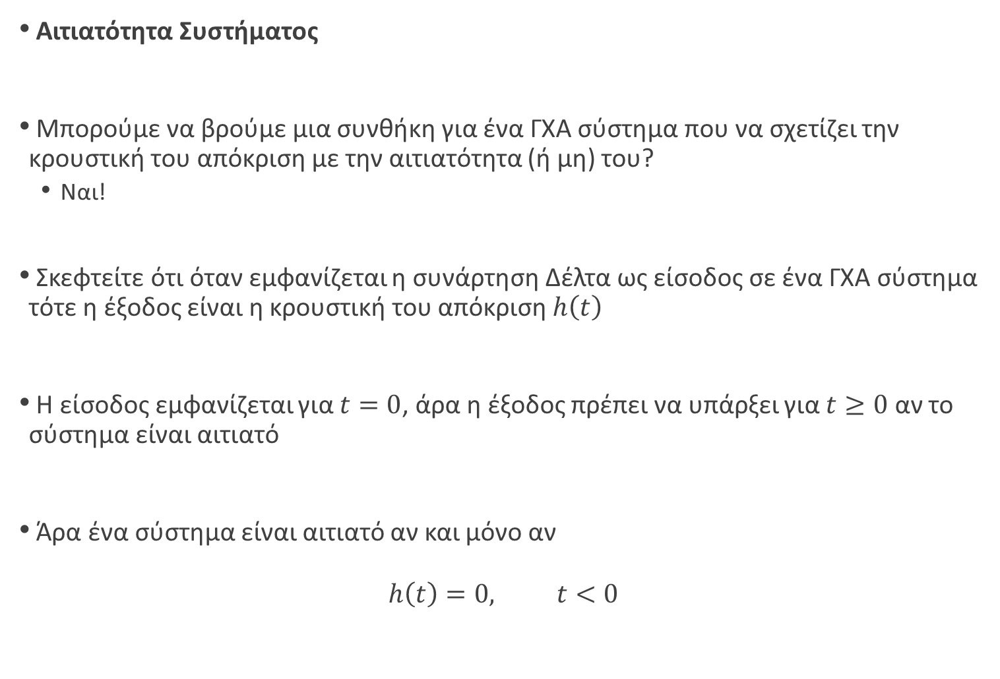 • Αιτιατότητα Συστήματος
• Μπορούμε να βρούμε μια συνθήκη για ένα ΓΧΑ σύστημα που να σχετίζει την
κρουστική του απόκριση με την αιτιατότητα (ή μη) του?
• Ναι!
• Σκεφτείτε ότι όταν εμφανίζεται η συνάρτηση Δέλτα ως είσοδος σε ένα ΓΧΑ σύστημα
τότε η έξοδος είναι η κρουστική του απόκριση h(t)
• Η είσοδος εμφανίζεται για t = 0, άρα η έξοδος πρέπει να υπάρξει για t ≥ 0 αν το
σύστημα είναι αιτιατό
• Άρα ένα σύστημα είναι αιτιατό αν και μόνο αν
h(t) = 0, t < 0